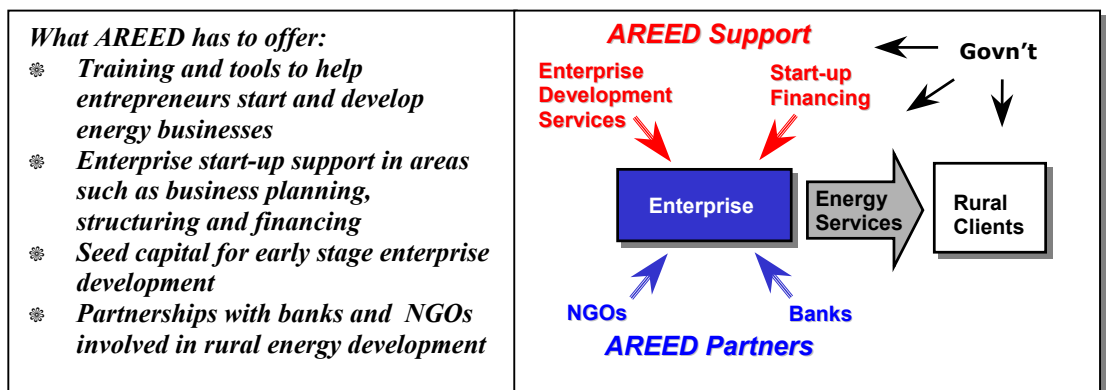 What AREED has to offer:
❁ Training and tools to help
entrepreneurs start and develop
energy businesses
❁ Enterprise start-up support in areas
such as business planning,
structuring and financing
❁ Seed capital for early stage enterprise
development
❁ Partnerships with banks and NGOs
involved in rural energy development
AREED Support
Govn't
Enterprise
Development
Services
Start-up
Financing
Enterprise
Energy
Services
Rural
Clients
NGOs
Banks
AREED Partners